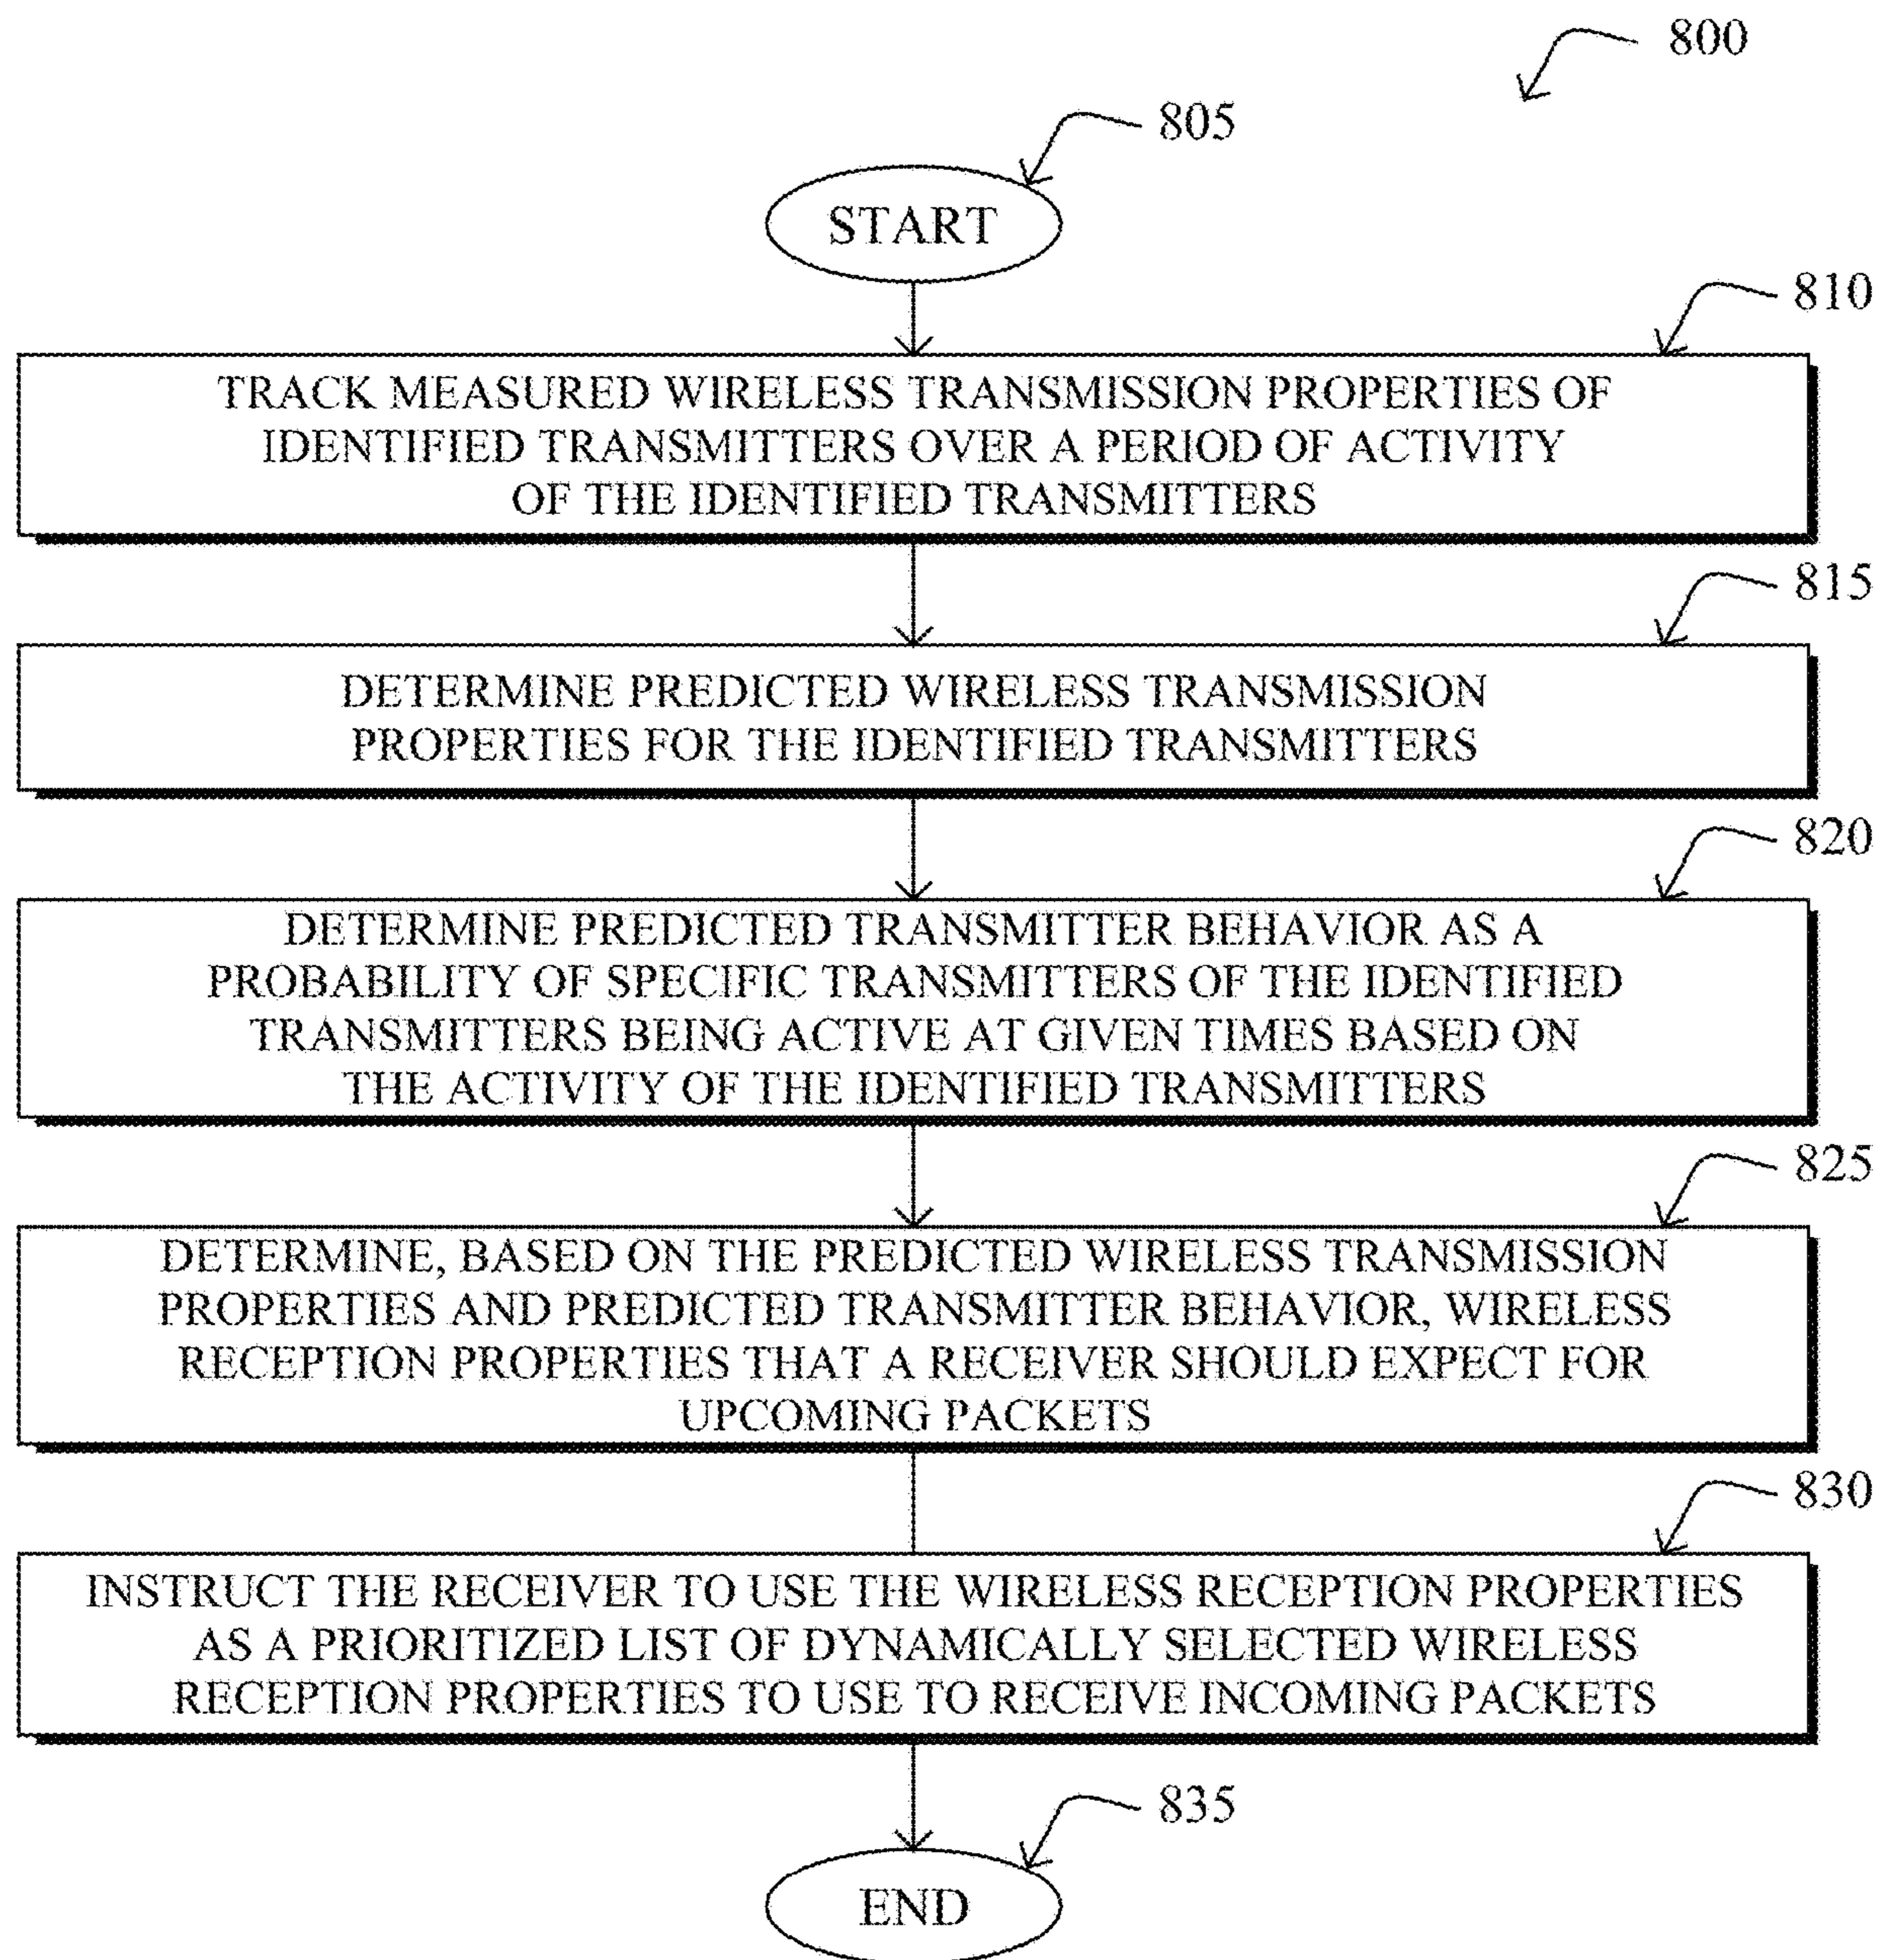 800
805
START
810
TRACK MEASURED WIRELESS TRANSMISSION PROPERTIES OF
IDENTIFIED TRANSMITTERS OVER A PERIOD OF ACTIVITY
OF THE IDENTIFIED TRANSMITTERS
815
DETERMINE PREDICTED WIRELESS TRANSMISSION
PROPERTIES FOR THE IDENTIFIED TRANSMITTERS
820
DETERMINE PREDICTED TRANSMITTER BEHAVIOR AS A
PROBABILITY OF SPECIFIC TRANSMITTERS OF THE IDENTIFIED
TRANSMITTERS BEING ACTIVE AT GIVEN TIMES BASED ON
THE ACTIVITY OF THE IDENTIFIED TRANSMITTERS
825
DETERMINE, BASED ON THE PREDICTED WIRELESS TRANSMISSION
PROPERTIES AND PREDICTED TRANSMITTER BEHAVIOR, WIRELESS
RECEPTION PROPERTIES THAT A RECEIVER SHOULD EXPECT FOR
UPCOMING PACKETS
830
INSTRUCT THE RECEIVER TO USE THE WIRELESS RECEPTION PROPERTIES
AS A PRIORITIZED LIST OF DYNAMICALLY SELECTED WIRELESS
RECEPTION PROPERTIES TO USE TO RECEIVE INCOMING PACKETS
835
END